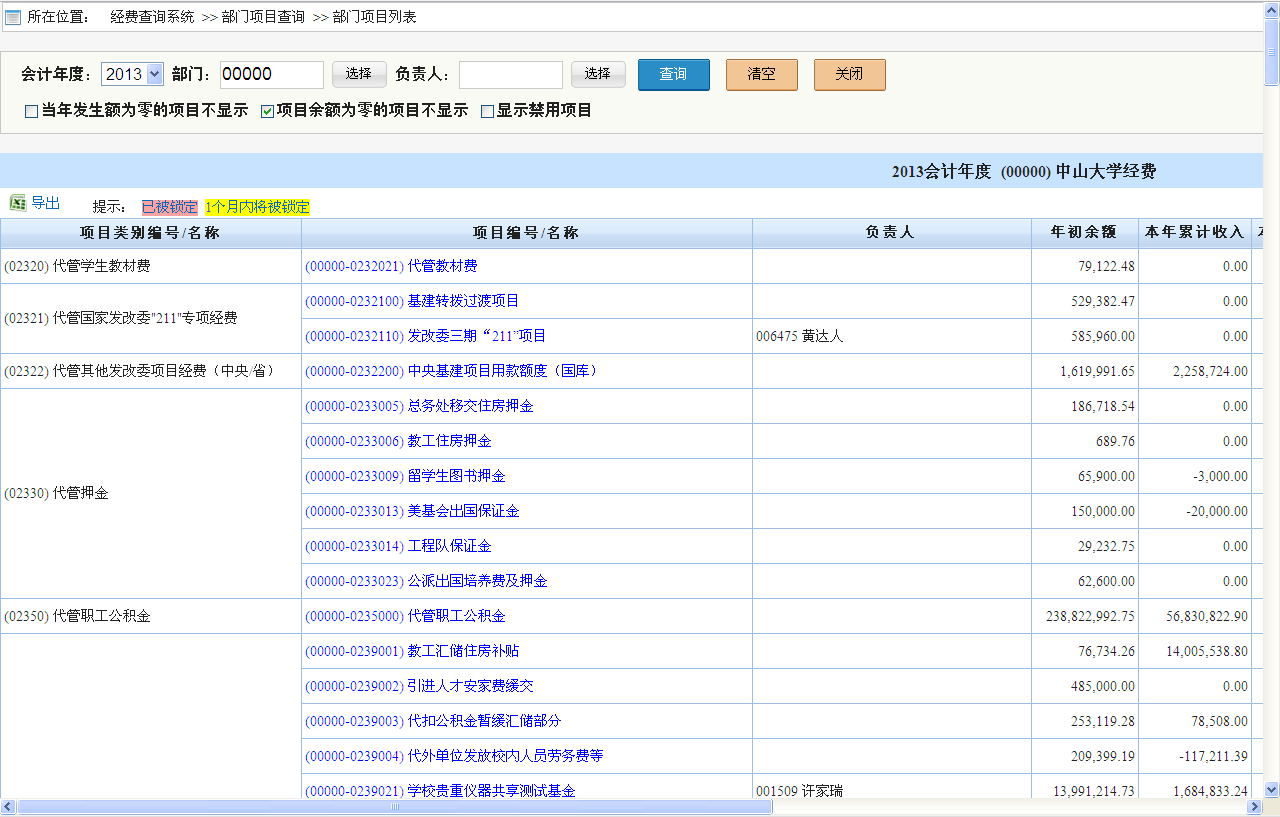 所在位置： 经费查询系统 >> 部门项目查询 >> 部门项目列表
会计年度： 2013 部门： 00000 选择 负责人： 选择 查询 清空 关闭
当年发生额为零的项目不显示 项目余额为零的项目不显示 显示禁用项目
2013会计年度 (00000) 中山大学经费
导出 提示： 已被锁定 1个月内将被锁定
项目类别编号/名称 项目编号/名称 负责人 年初余额 本年累计收入
(02320) 代管学生教材费 (00000-0232021) 代管教材费 79,122.48 0.00
(02321) 代管国家发改委"211"专项经费 (00000-0232100) 基建转拨过渡项目 529,382.47 0.00
(00000-0232110) 发改委三期“211”项目 006475 黄达人 585,960.00 0.00
(02322) 代管其他发改委项目经费（中央/省） (00000-0232200) 中央基建项目用款额度（国库） 1,619,991.65 2,258,724.00
(02330) 代管押金 (00000-0233005) 总务处移交住房押金 186,718.54 0.00
(00000-0233006) 教工住房押金 689.76 0.00
(00000-0233009) 留学生图书押金 65,900.00 -3,000.00
(00000-0233013) 美基会出国保证金 150,000.00 -20,000.00
(00000-0233014) 工程队保证金 29,232.75 0.00
(00000-0233023) 公派出国培养费及押金 62,600.00 0.00
(02350) 代管职工公积金 (00000-0235000) 代管职工公积金 238,822,992.75 56,830,822.90
(00000-0239001) 教工汇储住房补贴 76,734.26 14,005,538.80
(00000-0239002) 引进人才安家费缓交 485,000.00 0.00
(00000-0239003) 代扣公积金暂缓汇储部分 253,119.28 78,508.00
(00000-0239004) 代外单位发放校内人员劳务费等 209,399.19 -117,211.39
(00000-0239021) 学校贵重仪器共享测试基金 001509 许家瑞 13,991,214.73 1,684,833.24